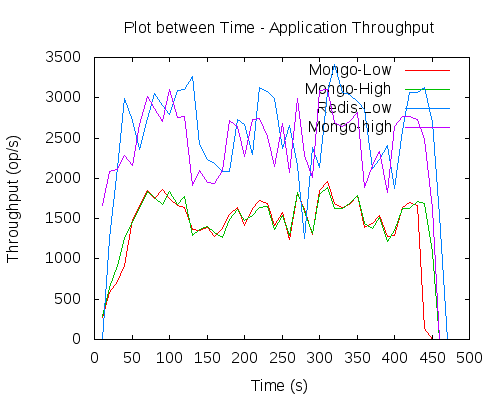 Plot between Time - Application Throughput
Throughput (op/s)
3500
3000
2500
2000
1500
1000
500
0
Mongo-Low
Mongo-High
Redis-Low
Mongo-high
0 50 100 150 200 250 300 350 400 450 500
Time (s)